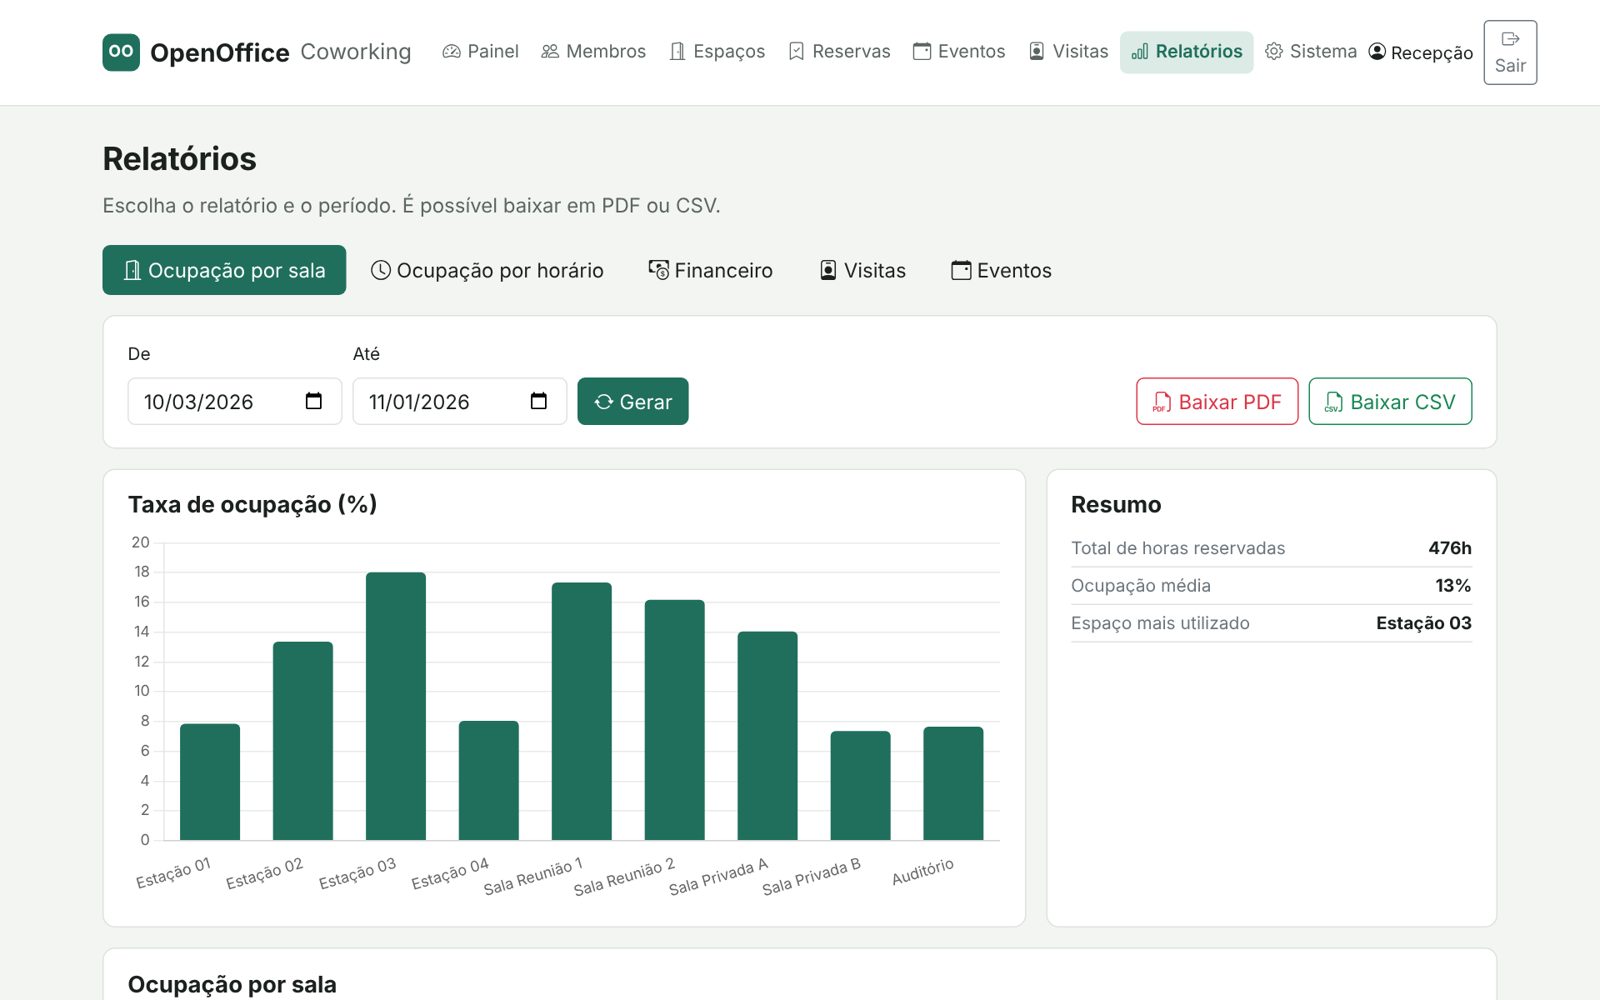 OpenOffice Coworking Painel Membros Espaços Reservas Eventos Visitas Relatórios Sistema Recepção Sair
Relatórios
Escolha o relatório e o período. É possível baixar em PDF ou CSV.
Ocupação por sala Ocupação por horário Financeiro Visitas Eventos
De Até
10/03/2026 11/01/2026 Gerar Baixar PDF Baixar CSV
Taxa de ocupação (%)
20
18
16
14
12
10
8
6
4
2
0
Estação 01 Estação 02 Estação 03 Estação 04 Sala Reunião 1 Sala Reunião 2 Sala Privada A Sala Privada B Auditório
Resumo
Total de horas reservadas 476h
Ocupação média 13%
Espaço mais utilizado Estação 03
Ocupação por sala